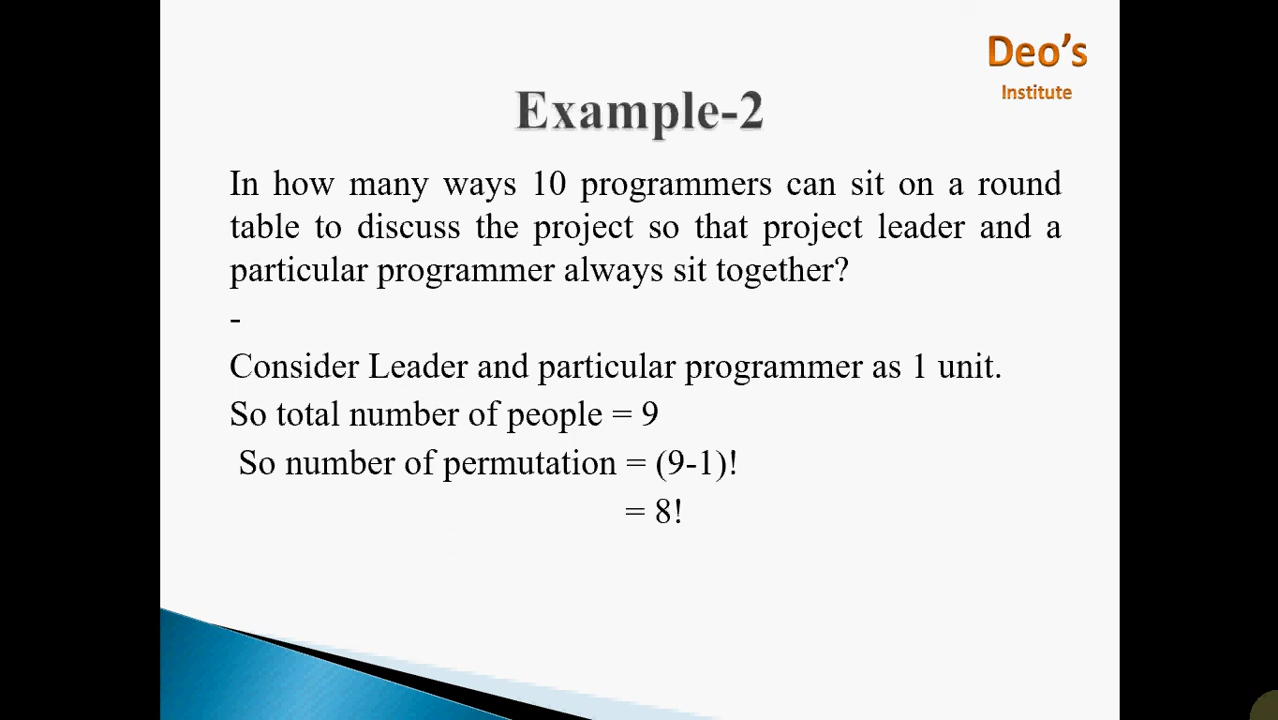 Deo's
Institute
Example-2
In how many ways 10 programmers can sit on a round
table to discuss the project so that project leader and a
particular programmer always sit together?
-
Consider Leader and particular programmer as 1 unit.
So total number of people = 9
So number of permutation = (9-1)!
= 8!